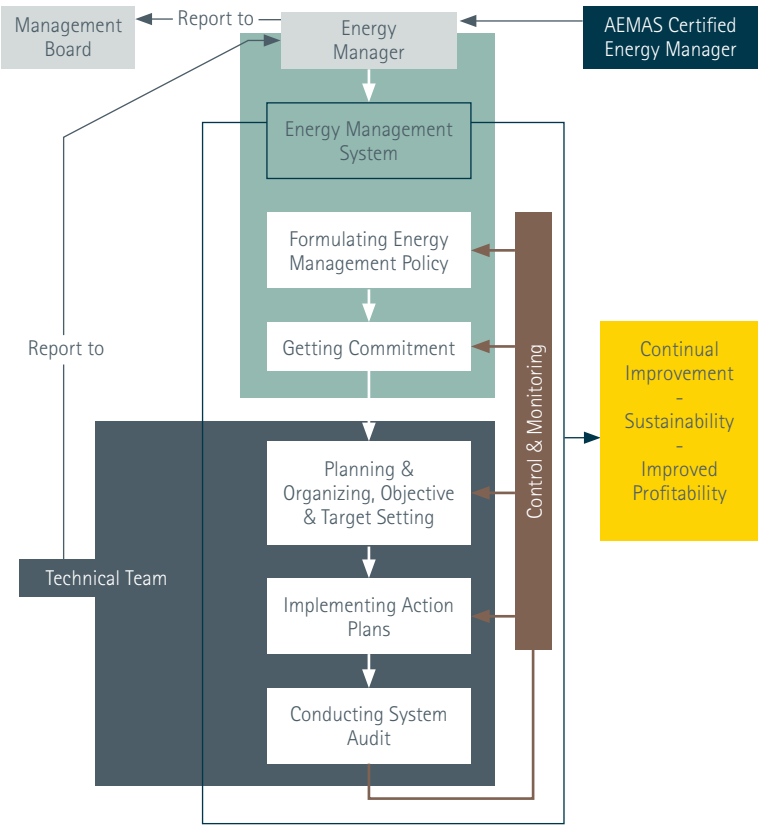 Management
Board
Report to
Energy
Manager
AEMAS Certified
Energy Manager
Energy Management
System
Formulating Energy
Management Policy
Getting Commitment
Report to
Control & Monitoring
Continual
Improvement
-
Sustainability
-
Improved
Profitability
Planning &
Organizing, Objective
& Target Setting
Technical Team
Implementing Action
Plans
Conducting System
Audit